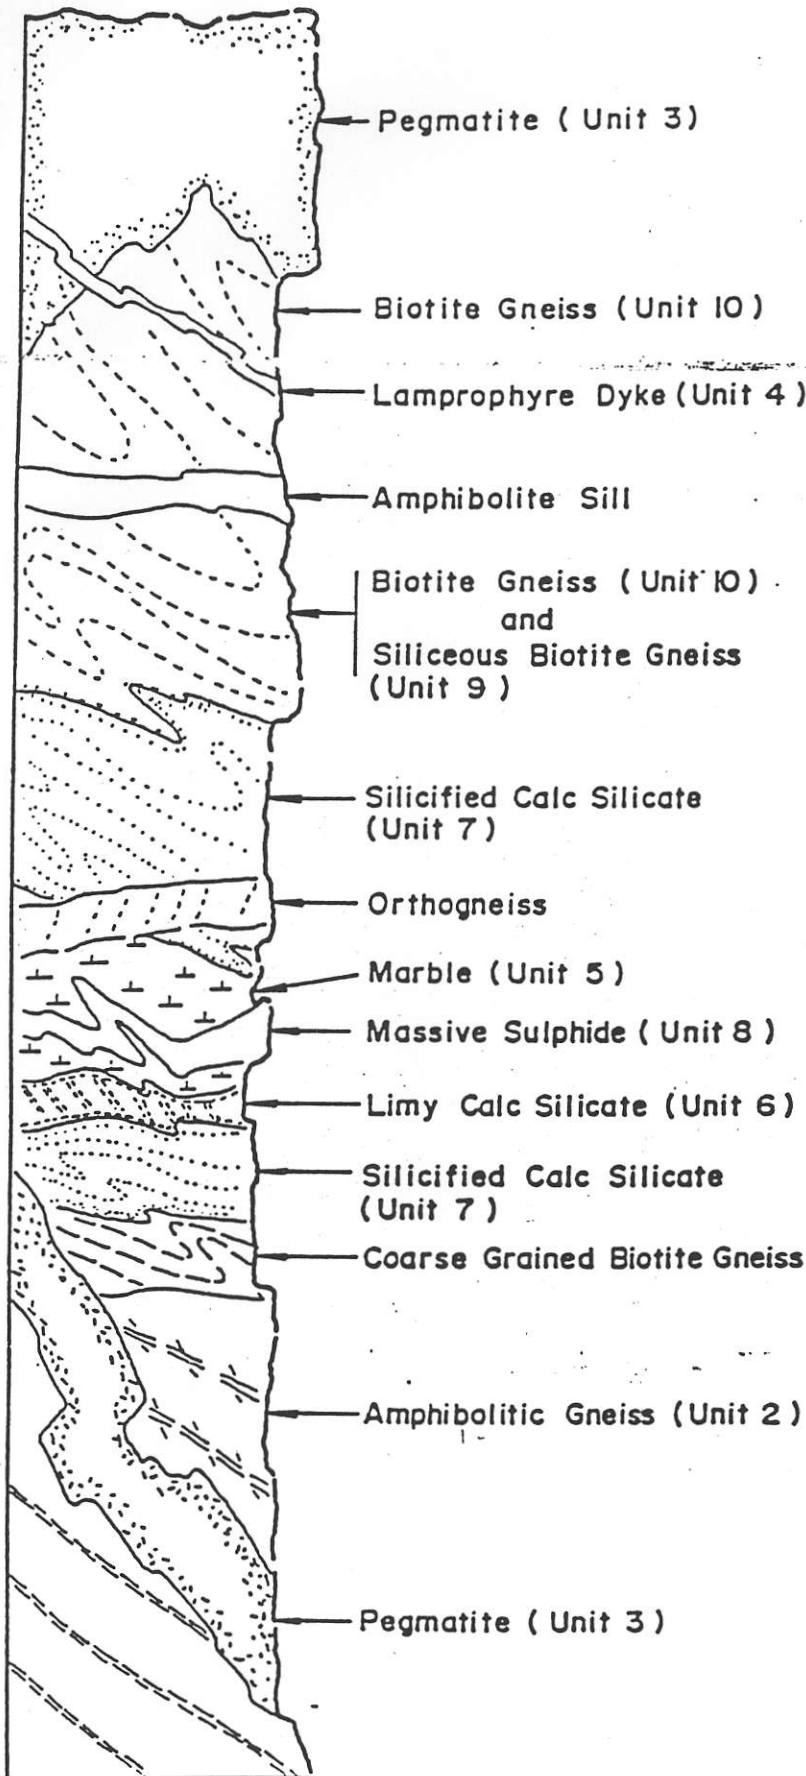 Pegmatite ( Unit 3)
Biotite Gneiss (Unit 10)
Lamprophyre Dyke (Unit 4)
Amphibolite Sill
Biotite Gneiss (Unit 10)
and
Siliceous Biotite Gneiss
(Unit 9)
Silicified Calc Silicate
(Unit 7)
Orthogneiss
Marble (Unit 5)
Massive Sulphide ( Unit 8)
Limy Calc Silicate (Unit 6)
Silicified Calc Silicate
(Unit 7)
Coarse Grained Biotite Gneiss
Amphibolitic Gneiss (Unit 2)
Pegmatite ( Unit 3)